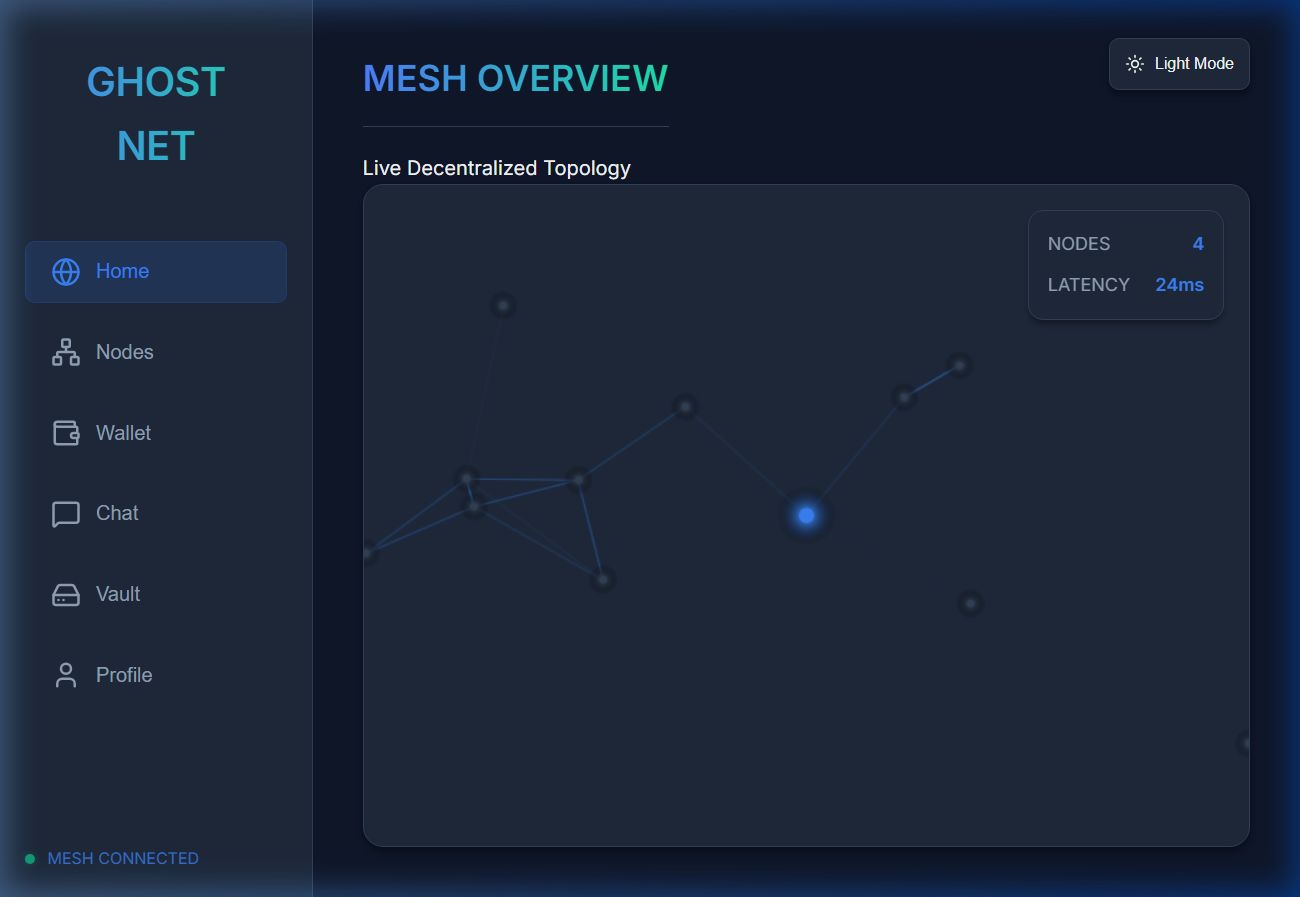 GHOST
NET
Home
Nodes
Wallet
Chat
Vault
Profile
MESH CONNECTED
MESH OVERVIEW
Light Mode
Live Decentralized Topology
NODES 4
LATENCY 24ms